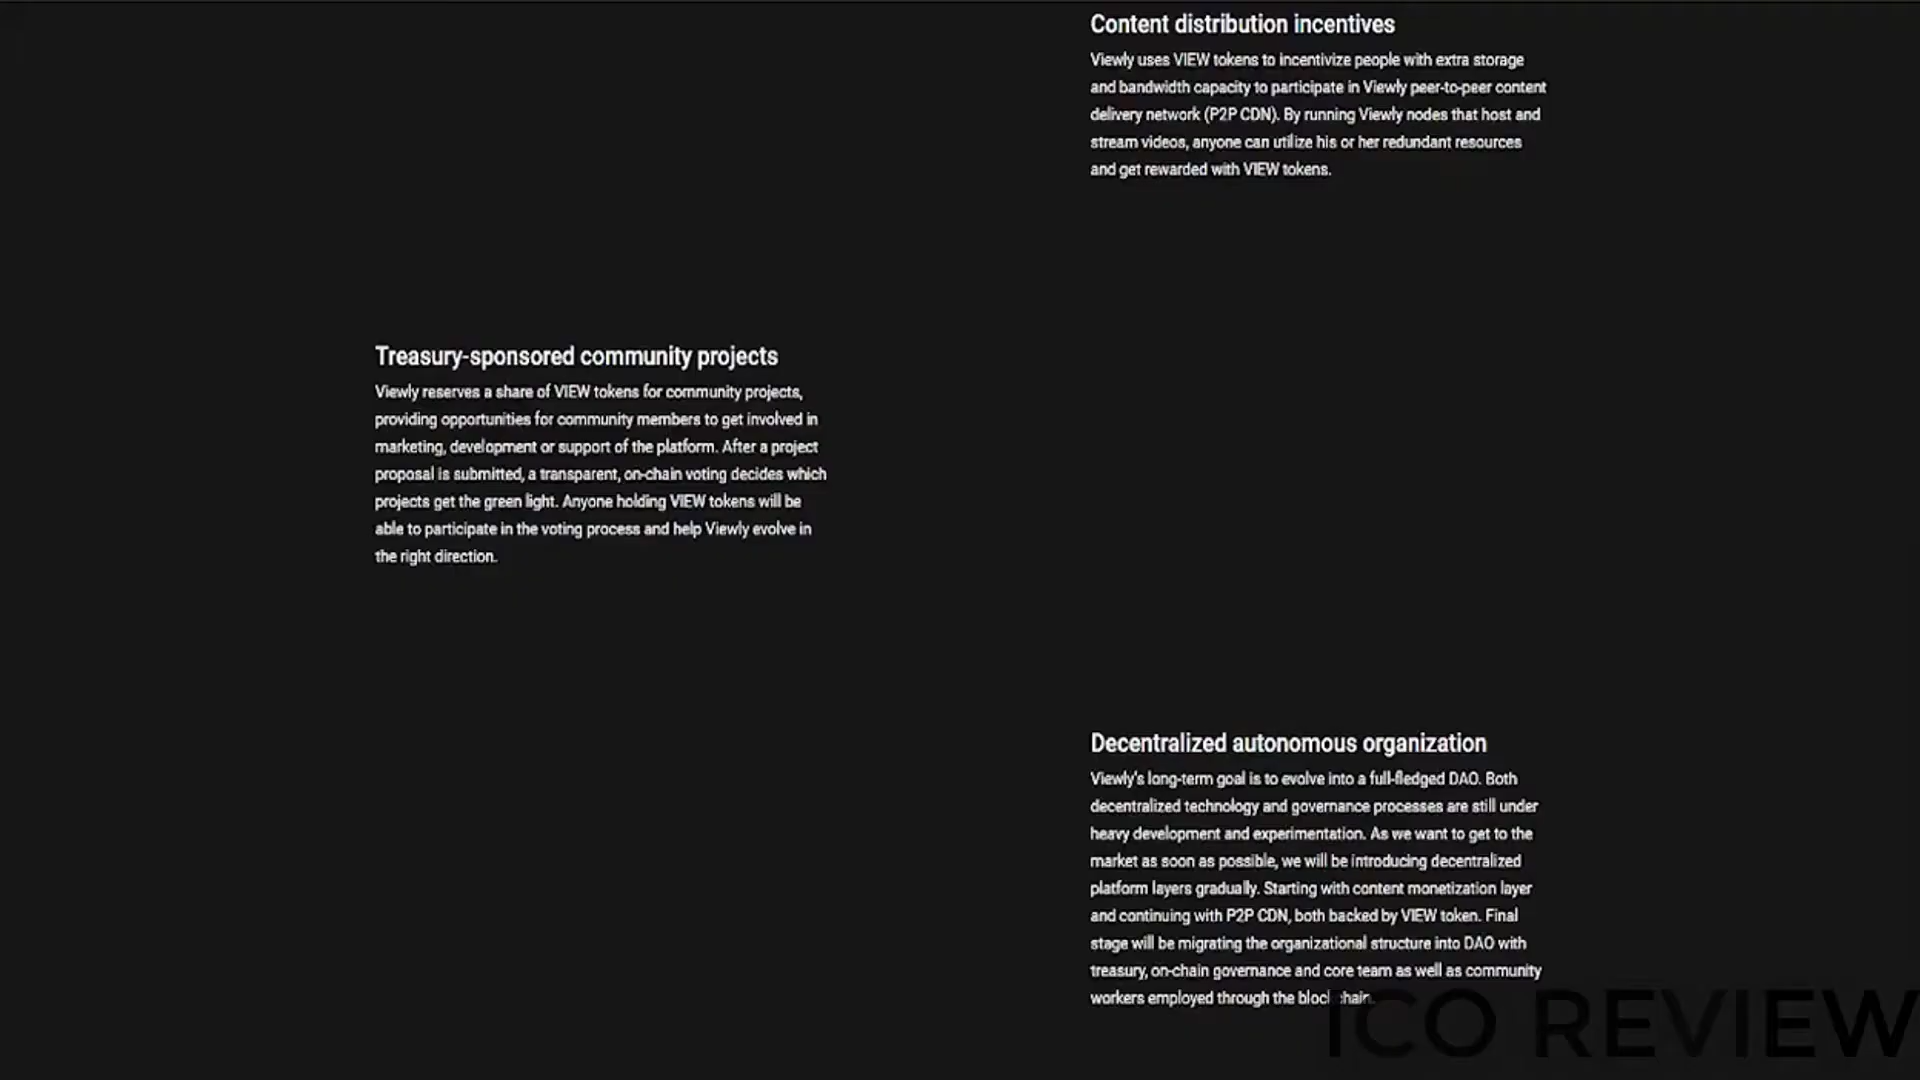 Content distribution incentives
Viewly uses VIEW tokens to incentivize people with extra storage
and bandwidth capacity to participate in Viewly peer-to-peer content
delivery network (P2P CDN). By running Viewly nodes that host and
stream videos, anyone can utilize his or her redundant resources
and get rewarded with VIEW tokens.
Treasury-sponsored community projects
Viewly reserves a share of VIEW tokens for community projects,
providing opportunities for community members to get involved in
marketing, development or support of the platform. After a project
proposal is submitted, a transparent, on-chain voting decides which
projects get the green light. Anyone holding VIEW tokens will be
able to participate in the voting process and help Viewly evolve in
the right direction.
Decentralized autonomous organization
Viewly's long-term goal is to evolve into a full-fledged DAO. Both
decentralized technology and governance processes are still under
heavy development and experimentation. As we want to get to the
market as soon as possible, we will be introducing decentralized
platform layers gradually. Starting with content monetization layer
and continuing with P2P CDN, both backed by VIEW token. Final
stage will be migrating the organizational structure into DAO with
treasury, on-chain governance and core team as well as community
workers employed through the blockchain.
ICO REVIEW